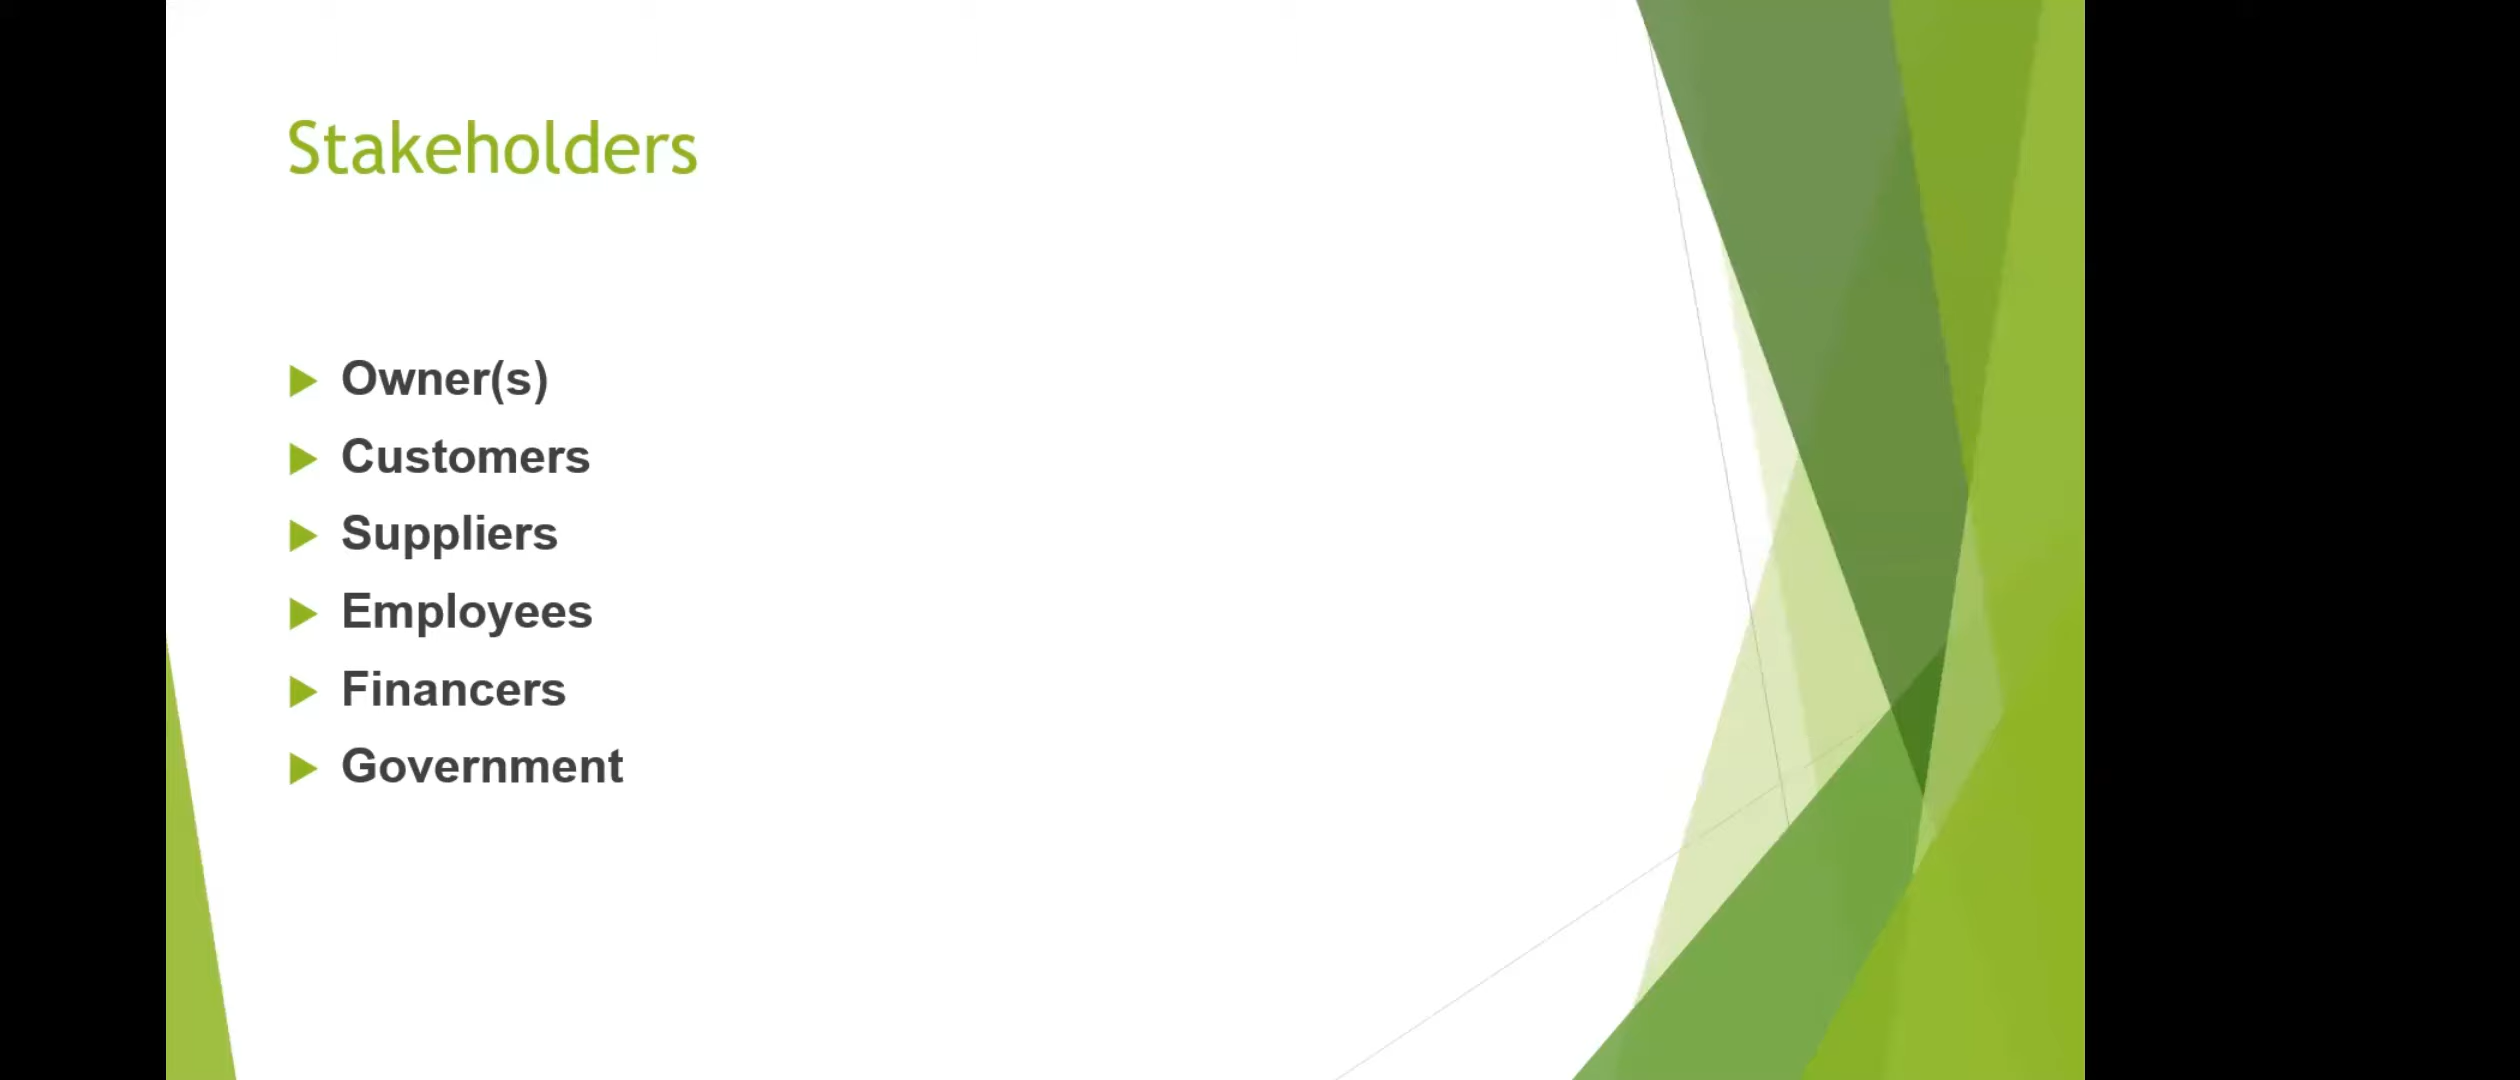 Stakeholders
Owner(s)
Customers
Suppliers
Employees
Financers
Government